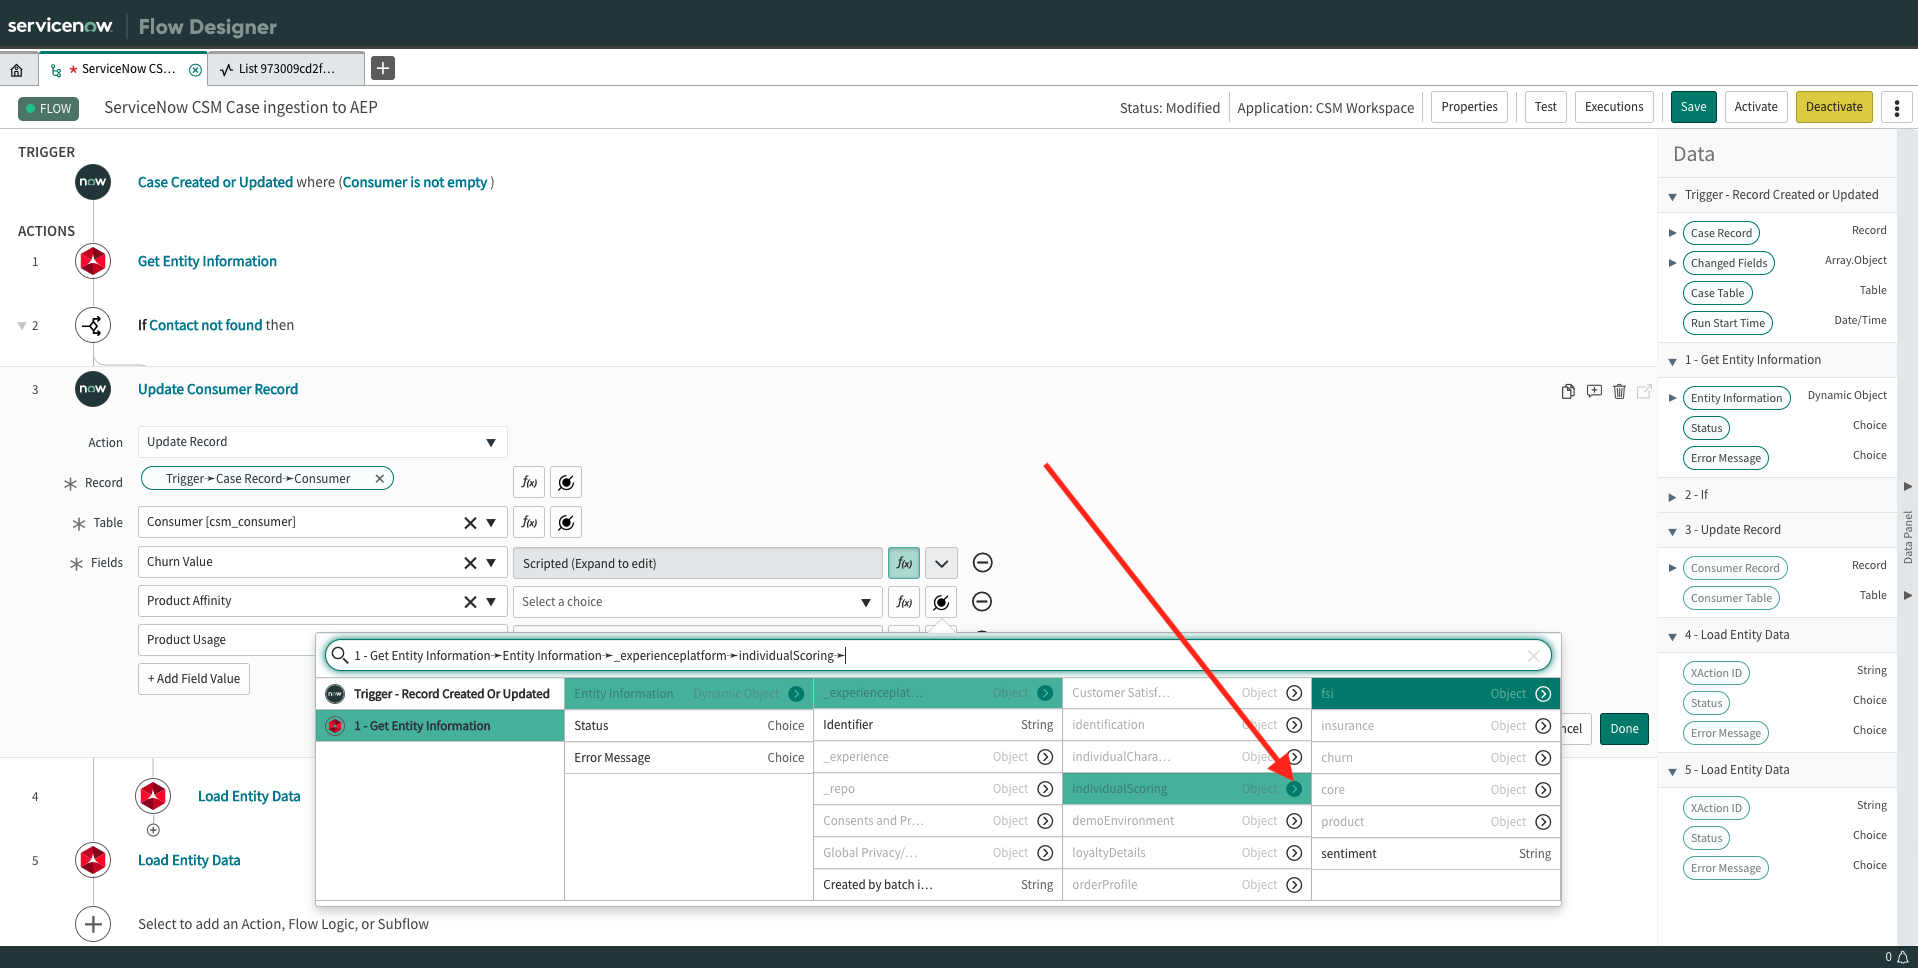 servicenow Flow Designer
ServiceNow CS... List 973009cd2f...
FLOW ServiceNow CSM Case ingestion to AEP Status: Modified Application: CSM Workspace Properties Test Executions Save Activate Deactivate
TRIGGER
now Case Created or Updated where (Consumer is not empty )
ACTIONS
1 Get Entity Information
2 If Contact not found then
3 now Update Consumer Record
Action Update Record
Record Trigger➛Case Record➛Consumer f(x)
Table Consumer [csm_consumer] f(x)
Fields Churn Value Scripted (Expand to edit) f(x)
Product Affinity Select a choice f(x)
Product Usage
+ Add Field Value
1 - Get Entity Information➛Entity Information➛_experienceplatform➛individualScoring➛
now Trigger - Record Created Or Updated
1 - Get Entity Information
Entity Information Dynamic Object
Status Choice
Error Message Choice
_experienceplat... Object
Identifier String
_experience Object
_repo Object
Consents and Pr... Object
Global Privacy/... Object
Created by batch i... String
Customer Satisf... Object
identification Object
individualChara... Object
individualScoring Object
demoEnvironment Object
loyaltyDetails Object
orderProfile Object
fsi Object
insurance Object
churn Object
core Object
product Object
sentiment String
ncel Done
4 Load Entity Data
5 Load Entity Data
Select to add an Action, Flow Logic, or Subflow
Data
Trigger - Record Created or Updated
Case Record Record
Changed Fields Array.Object
Case Table Table
Run Start Time Date/Time
1 - Get Entity Information
Entity Information Dynamic Object
Status Choice
Error Message Choice
2 - If
3 - Update Record
Consumer Record Record
Consumer Table Table
4 - Load Entity Data
XAction ID String
Status Choice
Error Message Choice
5 - Load Entity Data
XAction ID String
Status Choice
Error Message Choice
Data Panel
0